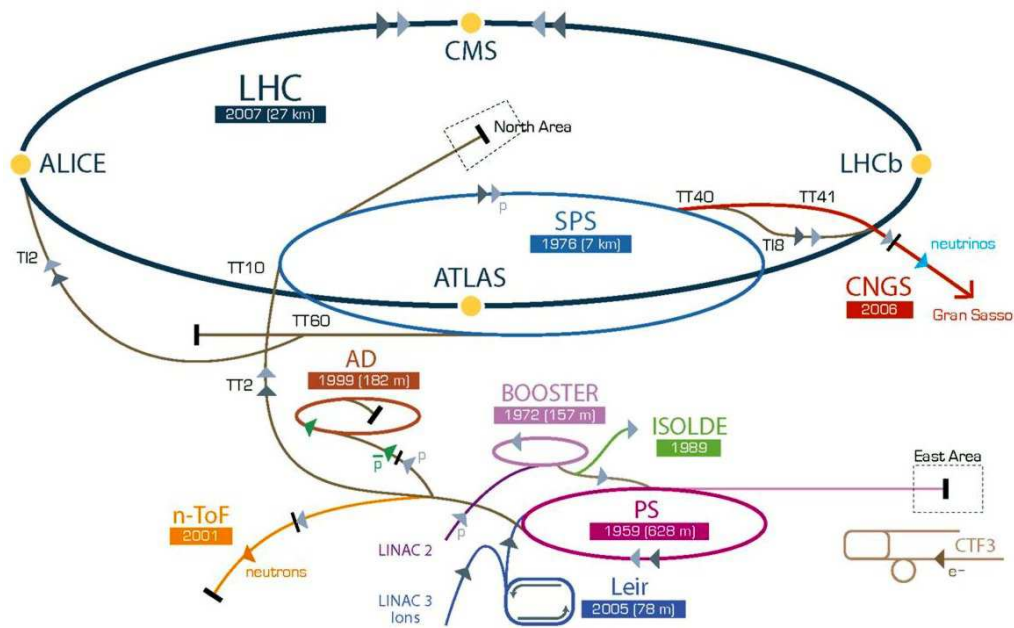 CMS
LHC
2007 (27 km)
North Area
ALICE
LHCb
TT40
TT41
p
SPS
1976 (7 km)
TI8
neutrinos
TI2
TT10
ATLAS
CNGS
2006
Gran Sasso
TT60
AD
1999 (182 m)
TT2
BOOSTER
1972 (157 m)
ISOLDE
1989
p̅
p
East Area
n-ToF
2001
PS
1959 (628 m)
p
LINAC 2
neutrons
CTF3
e-
LINAC 3
Ions
Leir
2005 (78 m)